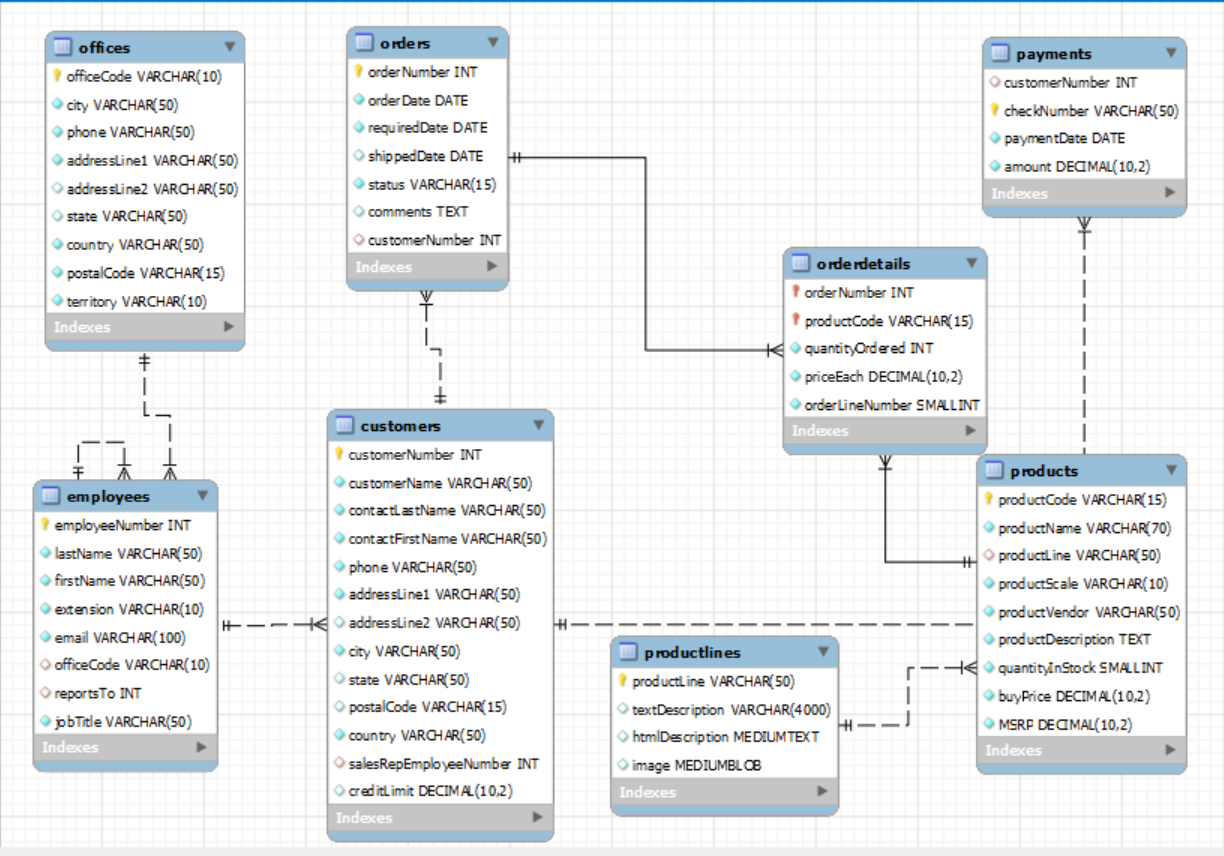 offices
officeCode VARCHAR(10)
city VARCHAR(50)
phone VARCHAR(50)
addressLine1 VARCHAR(50)
addressLine2 VARCHAR(50)
state VARCHAR(50)
country VARCHAR(50)
postalCode VARCHAR(15)
territory VARCHAR(10)
Indexes
orders
orderNumber INT
orderDate DATE
requiredDate DATE
shippedDate DATE
status VARCHAR(15)
comments TEXT
customerNumber INT
Indexes
payments
customerNumber INT
checkNumber VARCHAR(50)
paymentDate DATE
amount DECIMAL(10,2)
Indexes
orderdetails
orderNumber INT
productCode VARCHAR(15)
quantityOrdered INT
priceEach DECIMAL(10,2)
orderLineNumber SMALLINT
Indexes
employees
employeeNumber INT
lastName VARCHAR(50)
firstName VARCHAR(50)
extension VARCHAR(10)
email VARCHAR(100)
officeCode VARCHAR(10)
reportsTo INT
jobTitle VARCHAR(50)
Indexes
customers
customerNumber INT
customerName VARCHAR(50)
contactLastName VARCHAR(50)
contactFirstName VARCHAR(50)
phone VARCHAR(50)
addressLine1 VARCHAR(50)
addressLine2 VARCHAR(50)
city VARCHAR(50)
state VARCHAR(50)
postalCode VARCHAR(15)
country VARCHAR(50)
salesRepEmployeeNumber INT
creditLimit DECIMAL(10,2)
Indexes
productlines
productLine VARCHAR(50)
textDescription VARCHAR(4000)
htmlDescription MEDIUMTEXT
image MEDIUMBLOB
Indexes
products
productCode VARCHAR(15)
productName VARCHAR(70)
productLine VARCHAR(50)
productScale VARCHAR(10)
productVendor VARCHAR(50)
productDescription TEXT
quantityInStock SMALLINT
buyPrice DECIMAL(10,2)
MSRP DECIMAL(10,2)
Indexes